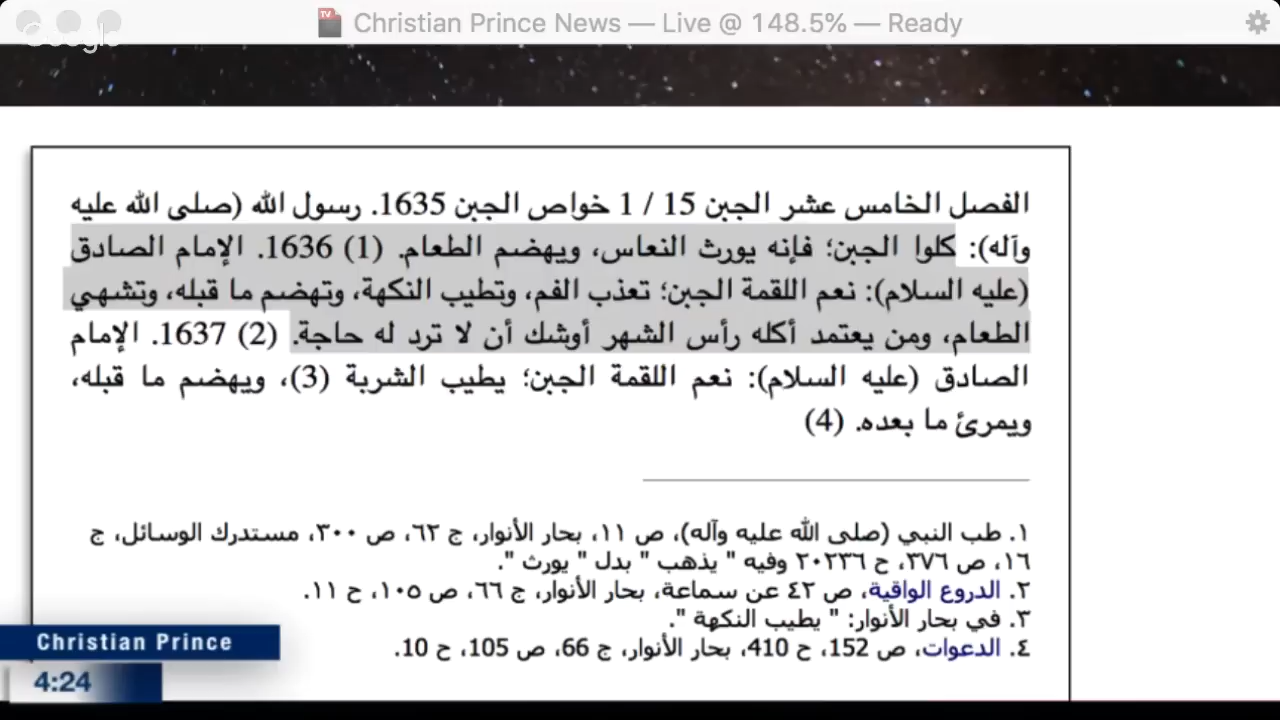 Christian Prince News — Live @ 148.5% — Ready
Google
الفصل الخامس عشر الجبن 15 / 1 خواص الجبن 1635. رسول الله (صلى الله عليه
وآله): كلوا الجبن؛ فإنه يورث النعاس، ويهضم الطعام. (1) 1636. الإمام الصادق
(عليه السلام): نعم اللقمة الجبن؛ تعذب الفم، وتطيب النكهة، وتهضم ما قبله، وتشهي
الطعام، ومن يعتمد أكله رأس الشهر أوشك أن لا ترد له حاجة. (2) 1637. الإمام
الصادق (عليه السلام): نعم اللقمة الجبن؛ يطيب الشربة (3)، ويهضم ما قبله،
ويمرئ ما بعده. (4)
١. طب النبي (صلى الله عليه وآله)، ص ١١، بحار الأنوار، ج ٦٢، ص ٣٠٠، مستدرك الوسائل، ج
١٦، ص ٣٧٦، ح ٢٠٢٣٦ وفيه " يذهب " بدل " يورث ".
٢. الدروع الواقية، ص ٤٢ عن سماعة، بحار الأنوار، ج ٦٦، ص ١٠٥، ح ١١.
٣. في بحار الأنوار: " يطيب النكهة ".
٤. الدعوات، ص 152، ح 410، بحار الأنوار، ج 66، ص 105، ح 10.
Christian Prince
4:24